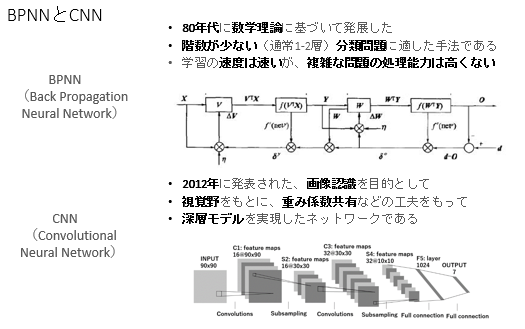 BPNNとCNN
• 80年代に数学理論に基づいて発展した
• 階数が少ない（通常1-2層）分類問題に適した手法である
• 学習の速度は速いが、複雑な問題の処理能力は高くない
BPNN
（Back Propagation
Neural Network）
X V VᵀX f(VᵀX) Y W WᵀY f(WᵀY) O
ΔV W ΔW
f'(net) f'(net)
η η
δʸ δᵒ d-O d
• 2012年に発表された、画像認識を目的として
• 視覚野をもとに、重み係数共有などの工夫をもって
• 深層モデルを実現したネットワークである
CNN
（Convolutional
Neural Network）
INPUT
90x90
C1: feature maps
16@90x90
S2: feature maps
16@30x30
C3: feature maps
32@30x30
S4: feature maps
32@10x10
F5: layer
1024
OUTPUT
7
Convolutions Subsampling Convolutions Subsampling Full connection Full connection